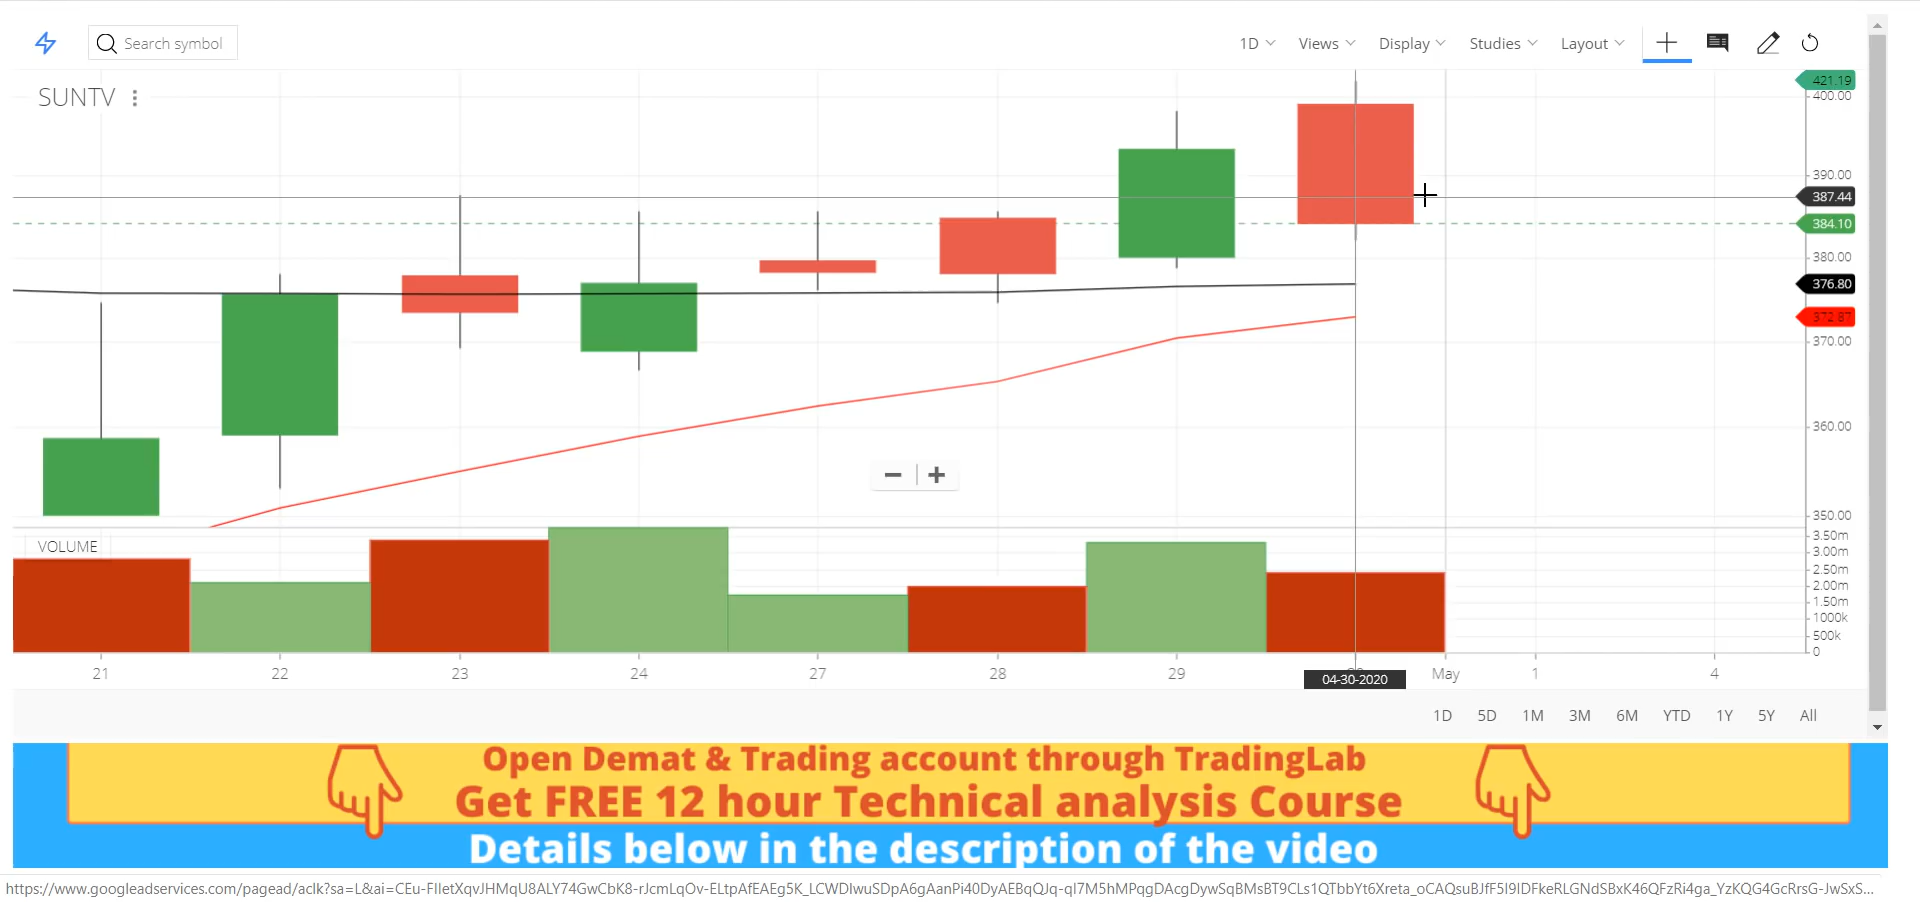 Search symbol
1D Views Display Studies Layout
SUNTV
421.19
400.00
390.00
387.44
384.10
380.00
376.80
372.87
370.00
360.00
350.00
VOLUME
3.50m
3.00m
2.50m
2.00m
1.50m
1000k
500k
0
21 22 23 24 27 28 29 May 1 4
04-30-2020
1D 5D 1M 3M 6M YTD 1Y 5Y All
Open Demat & Trading account through TradingLab
Get FREE 12 hour Technical analysis Course
Details below in the description of the video